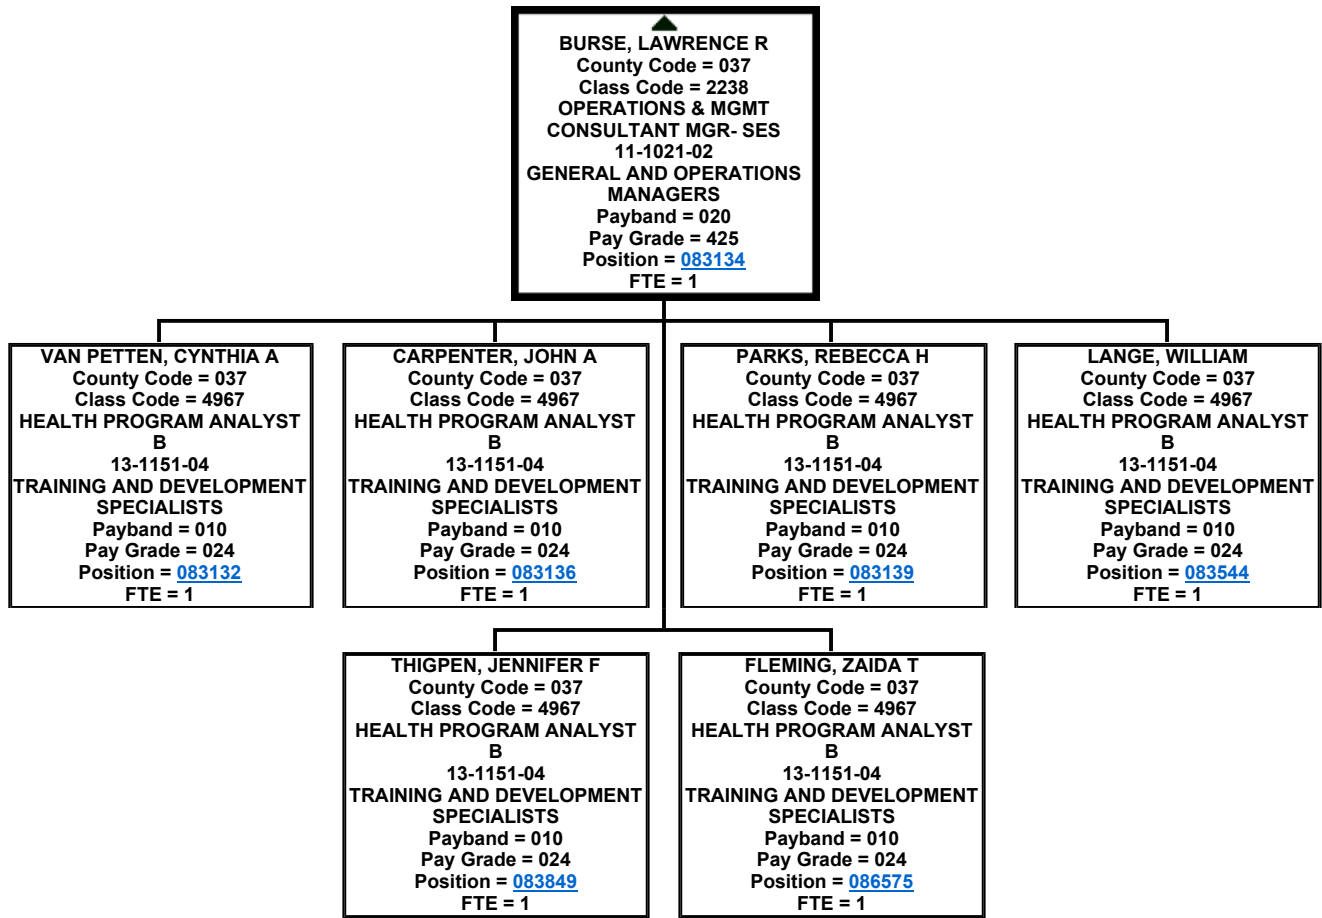 BURSE, LAWRENCE R
County Code = 037
Class Code = 2238
OPERATIONS & MGMT
CONSULTANT MGR- SES
11-1021-02
GENERAL AND OPERATIONS
MANAGERS
Payband = 020
Pay Grade = 425
Position = 083134
FTE = 1
VAN PETTEN, CYNTHIA A
County Code = 037
Class Code = 4967
HEALTH PROGRAM ANALYST
B
13-1151-04
TRAINING AND DEVELOPMENT
SPECIALISTS
Payband = 010
Pay Grade = 024
Position = 083132
FTE = 1
CARPENTER, JOHN A
County Code = 037
Class Code = 4967
HEALTH PROGRAM ANALYST
B
13-1151-04
TRAINING AND DEVELOPMENT
SPECIALISTS
Payband = 010
Pay Grade = 024
Position = 083136
FTE = 1
PARKS, REBECCA H
County Code = 037
Class Code = 4967
HEALTH PROGRAM ANALYST
B
13-1151-04
TRAINING AND DEVELOPMENT
SPECIALISTS
Payband = 010
Pay Grade = 024
Position = 083139
FTE = 1
LANGE, WILLIAM
County Code = 037
Class Code = 4967
HEALTH PROGRAM ANALYST
B
13-1151-04
TRAINING AND DEVELOPMENT
SPECIALISTS
Payband = 010
Pay Grade = 024
Position = 083544
FTE = 1
THIGPEN, JENNIFER F
County Code = 037
Class Code = 4967
HEALTH PROGRAM ANALYST
B
13-1151-04
TRAINING AND DEVELOPMENT
SPECIALISTS
Payband = 010
Pay Grade = 024
Position = 083849
FTE = 1
FLEMING, ZAIDA T
County Code = 037
Class Code = 4967
HEALTH PROGRAM ANALYST
B
13-1151-04
TRAINING AND DEVELOPMENT
SPECIALISTS
Payband = 010
Pay Grade = 024
Position = 086575
FTE = 1